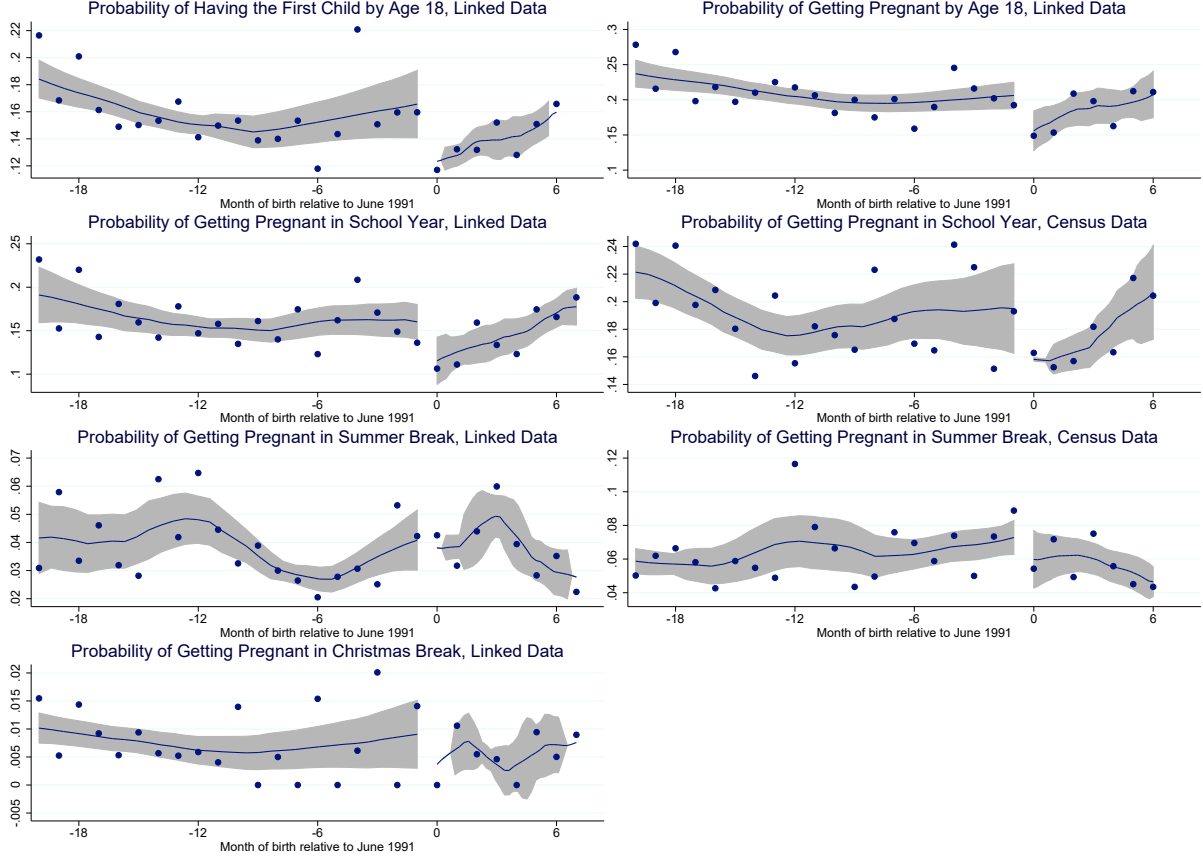 Probability of Having the First Child by Age 18, Linked Data
.22
.2
.18
.16
.14
.12
-18 -12 -6 0 6
Month of birth relative to June 1991
Probability of Getting Pregnant by Age 18, Linked Data
.3
.25
.2
.15
.1
-18 -12 -6 0 6
Month of birth relative to June 1991
Probability of Getting Pregnant in School Year, Linked Data
.25
.2
.15
.1
-18 -12 -6 0 6
Month of birth relative to June 1991
Probability of Getting Pregnant in School Year, Census Data
.24
.22
.2
.18
.16
.14
-18 -12 -6 0 6
Month of birth relative to June 1991
Probability of Getting Pregnant in Summer Break, Linked Data
.07
.06
.05
.04
.03
.02
-18 -12 -6 0 6
Month of birth relative to June 1991
Probability of Getting Pregnant in Summer Break, Census Data
.12
.1
.08
.06
.04
-18 -12 -6 0 6
Month of birth relative to June 1991
Probability of Getting Pregnant in Christmas Break, Linked Data
.02
.015
.01
.005
0
-.005
-18 -12 -6 0 6
Month of birth relative to June 1991